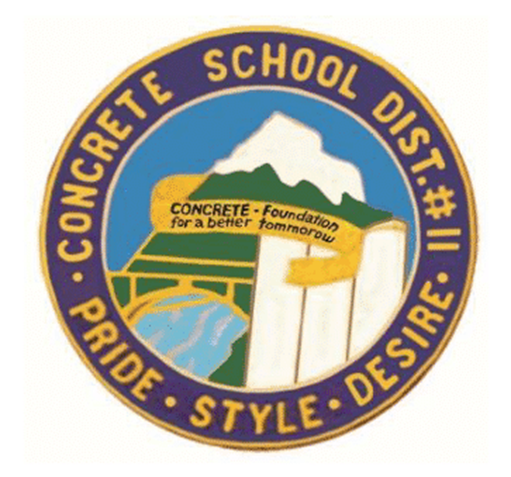 CONCRETE SCHOOL DIST. #11
CONCRETE - Foundation
for a better tommorow
· PRIDE · STYLE · DESIRE ·